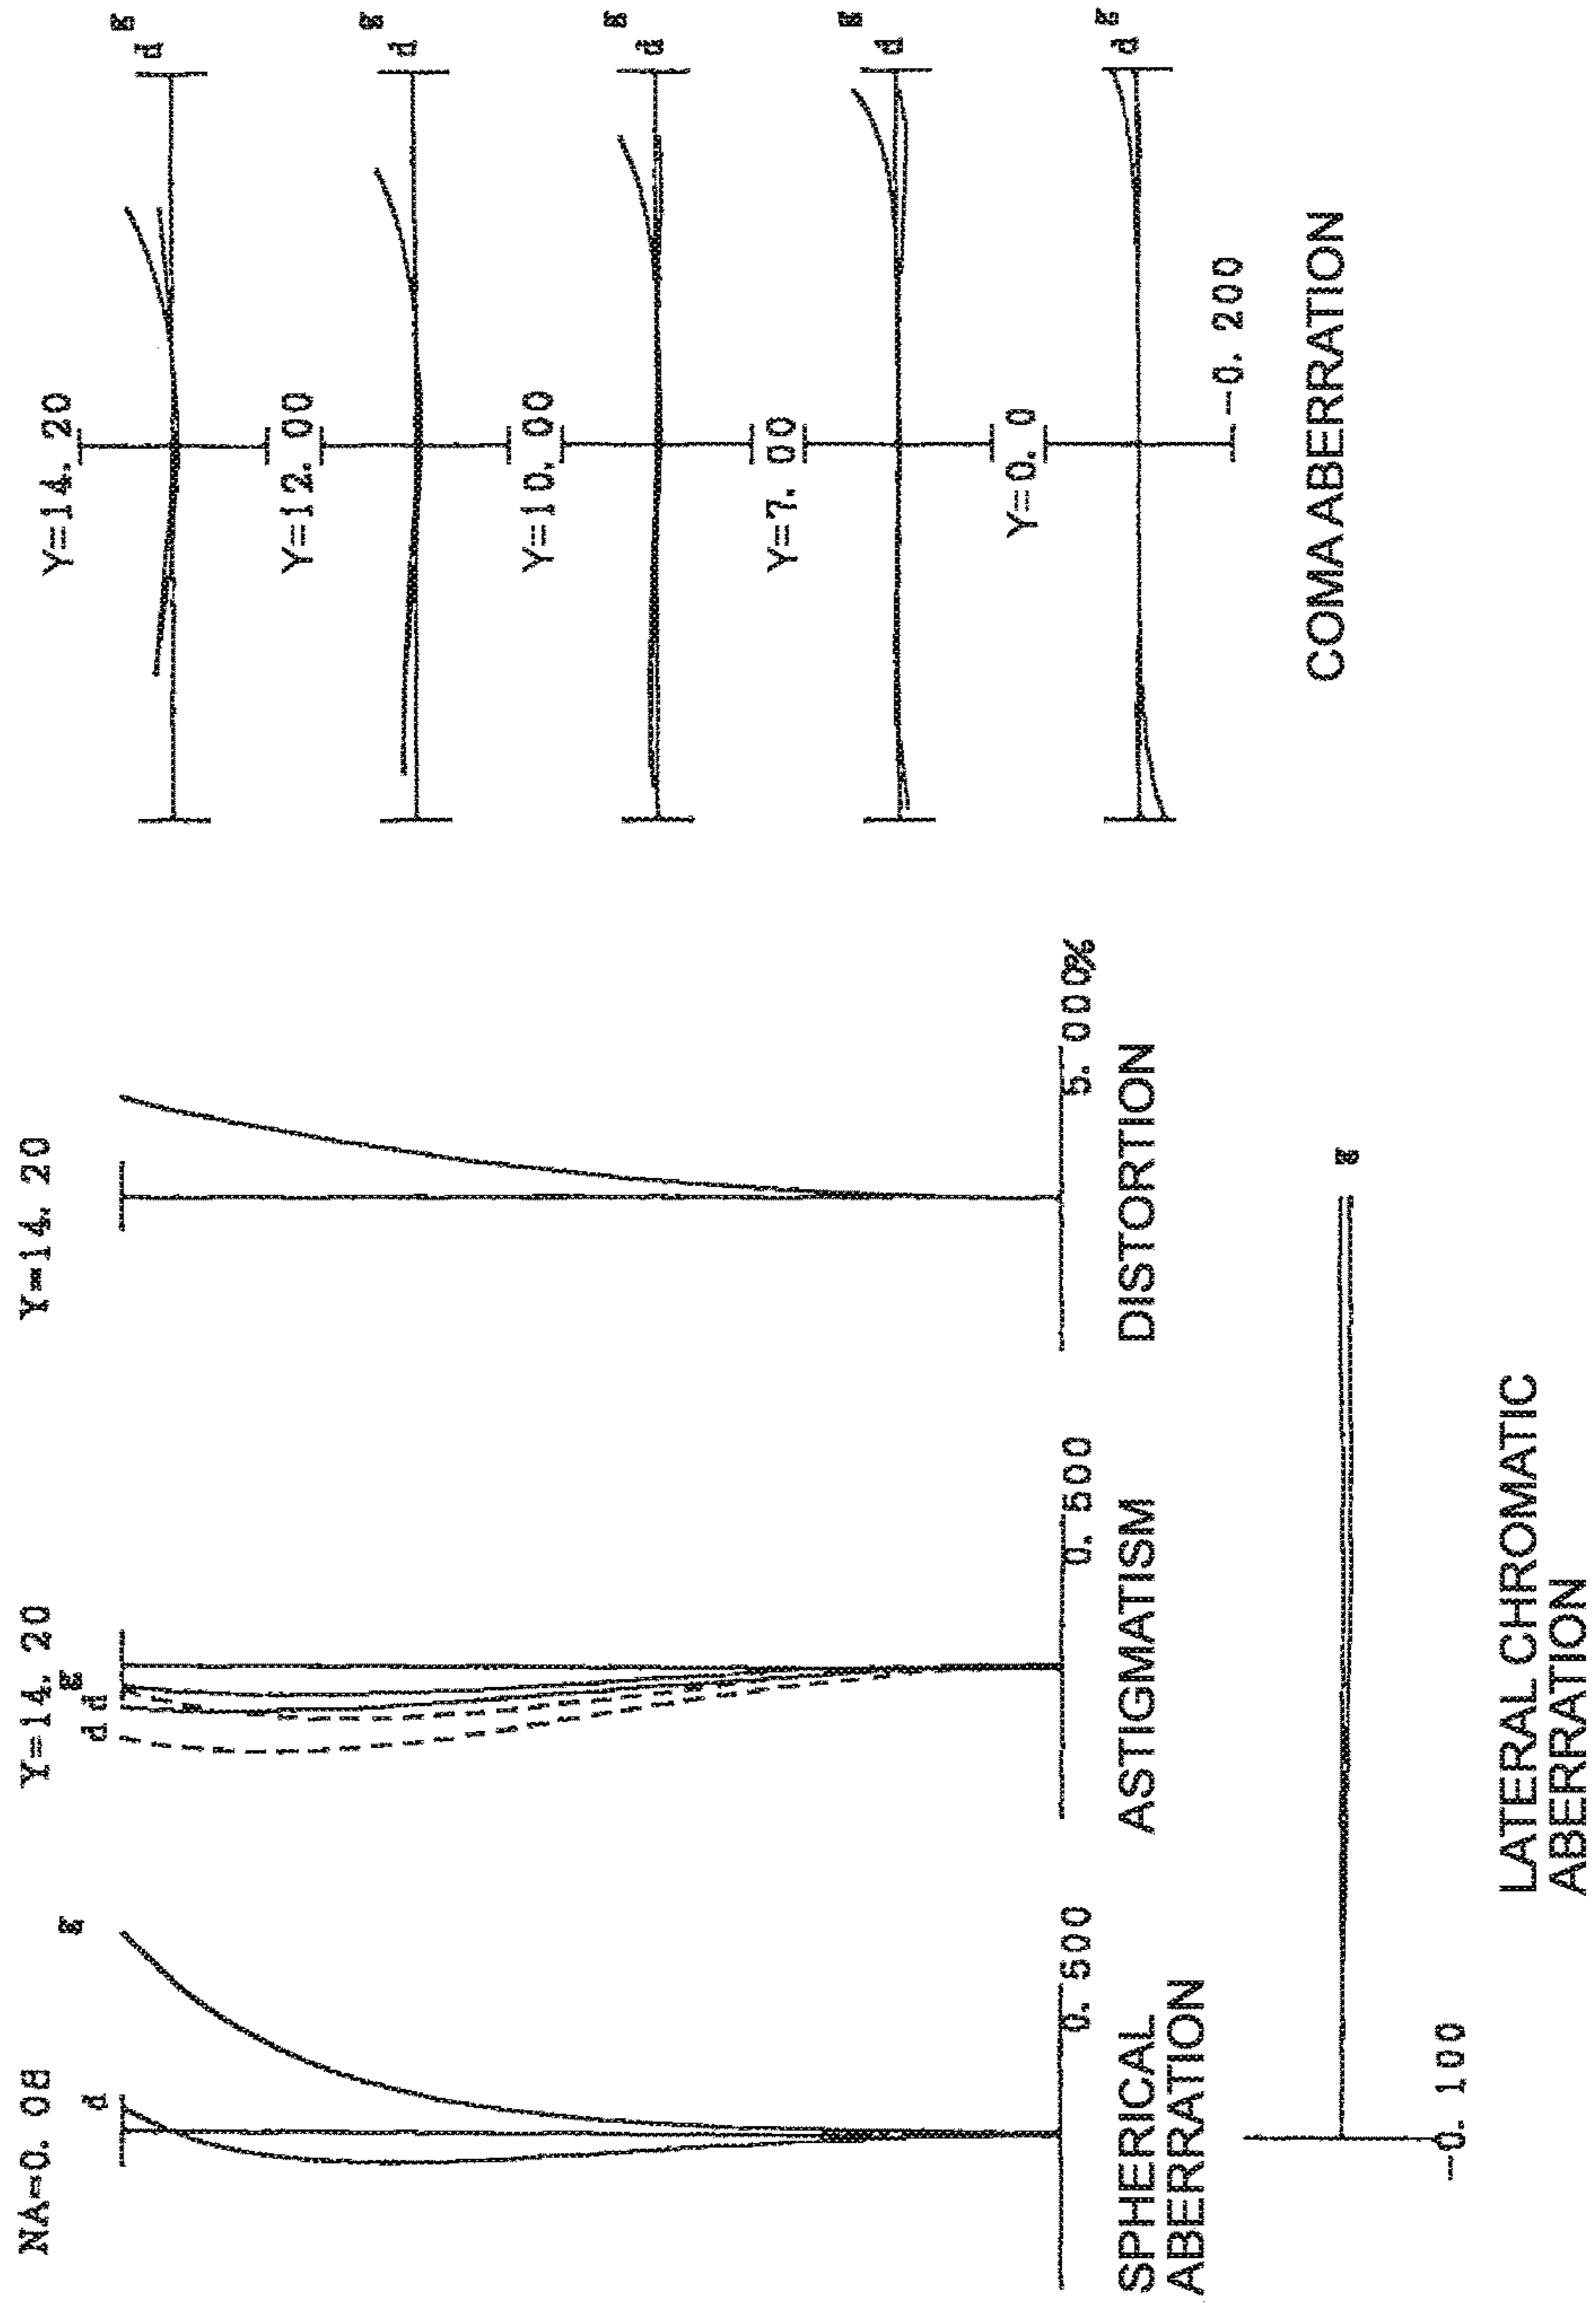 NA=0. 08
d
g
0. 500
SPHERICAL
ABERRATION
Y=14. 20
d d
g
0. 500
ASTIGMATISM
Y=14. 20
5. 000%
DISTORTION
Y=14. 20
g
d
Y=12. 00
g
d
Y=10. 00
g
d
Y=7. 00
g
d
Y=0. 0
g
d
−0. 200
COMA ABERRATION
g
−0. 100
LATERAL CHROMATIC
ABERRATION